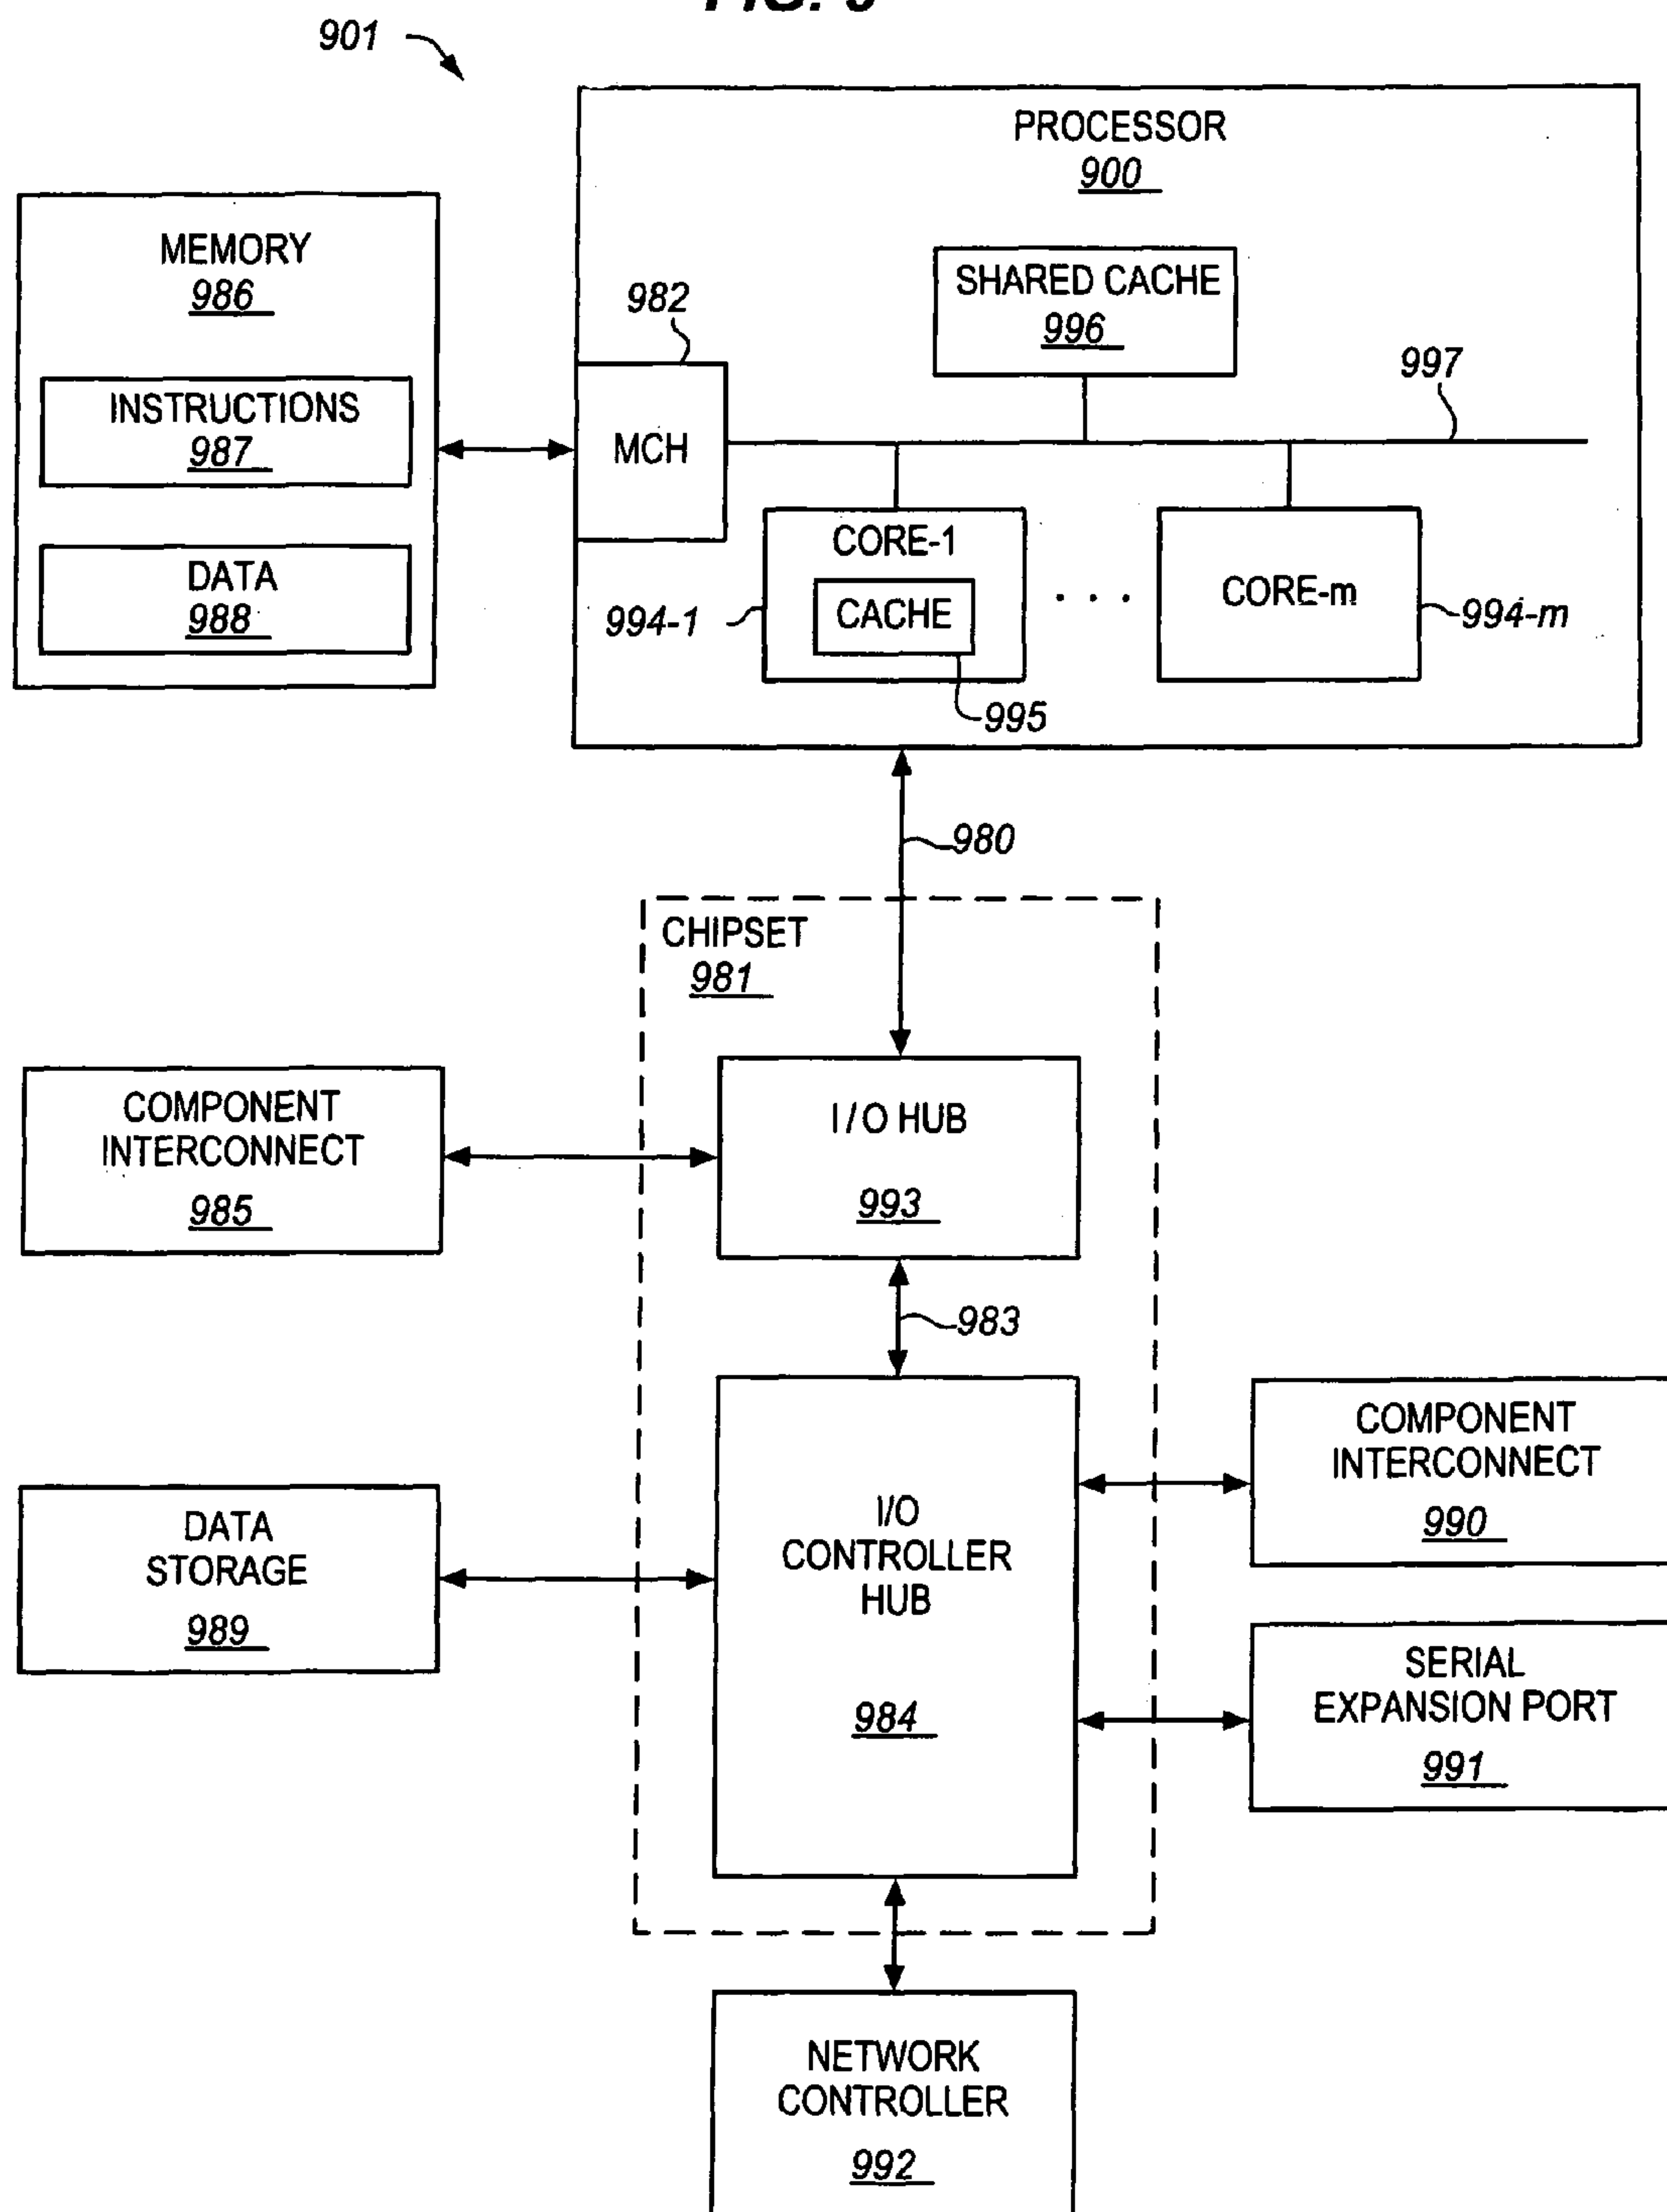 FIG. 9
901
PROCESSOR
900
MEMORY
986
SHARED CACHE
996
982
997
INSTRUCTIONS
987
MCH
CORE-1
DATA
988
CACHE
994-1
. . .
CORE-m
994-m
995
980
CHIPSET
981
COMPONENT
INTERCONNECT
985
I/O HUB
993
983
COMPONENT
INTERCONNECT
990
DATA
STORAGE
989
I/O
CONTROLLER
HUB
984
SERIAL
EXPANSION PORT
991
NETWORK
CONTROLLER
992